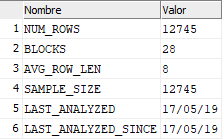 Nombre Valor
1 NUM_ROWS 12745
2 BLOCKS 28
3 AVG_ROW_LEN 8
4 SAMPLE_SIZE 12745
5 LAST_ANALYZED 17/05/19
6 LAST_ANALYZED_SINCE 17/05/19